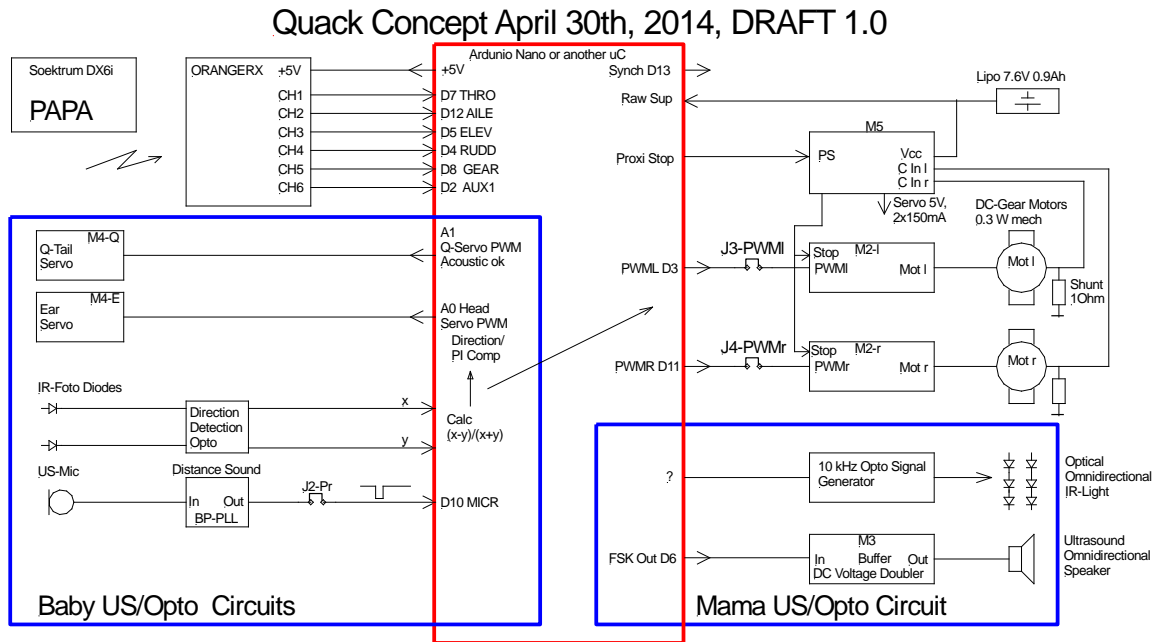 Quack Concept April 30th, 2014, DRAFT 1.0
Soektrum DX6i
PAPA
ORANGERX
+5V
CH1
CH2
CH3
CH4
CH5
CH6
Ardunio Nano or another uC
+5V
D7 THRO
D12 AILE
D5 ELEV
D4 RUDD
D8 GEAR
D2 AUX1
Synch D13
Raw Sup
Proxi Stop
Lipo 7.6V 0.9Ah
M5
PS
Vcc
C In l
C In r
Servo 5V,
2x150mA
DC-Gear Motors
0.3 W mech
M4-Q
Q-Tail
Servo
A1
Q-Servo PWM
Acoustic ok
M4-E
Ear
Servo
A0 Head
Servo PWM
Direction/
PI Comp
PWML D3
J3-PWMl
Stop
M2-l
PWMl
Mot l
Mot l
Shunt
1Ohm
PWMR D11
J4-PWMr
Stop
M2-r
PWMr
Mot r
Mot r
IR-Foto Diodes
Direction
Detection
Opto
x
y
Calc
(x-y)/(x+y)
US-Mic
Distance Sound
In Out
BP-PLL
J2-Pr
D10 MICR
?
10 kHz Opto Signal
Generator
Optical
Omnidirectional
IR-Light
FSK Out D6
M3
In Buffer Out
DC Voltage Doubler
Ultrasound
Omnidirectional
Speaker
Baby US/Opto Circuits
Mama US/Opto Circuit